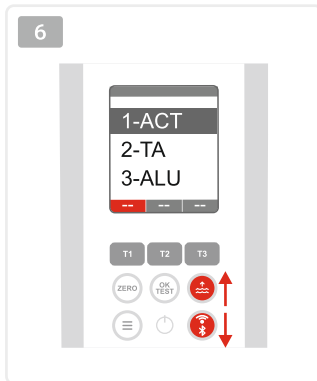 6
1-ACT
2-TA
3-ALU
-- -- --
T1 T2 T3
ZERO OK TEST